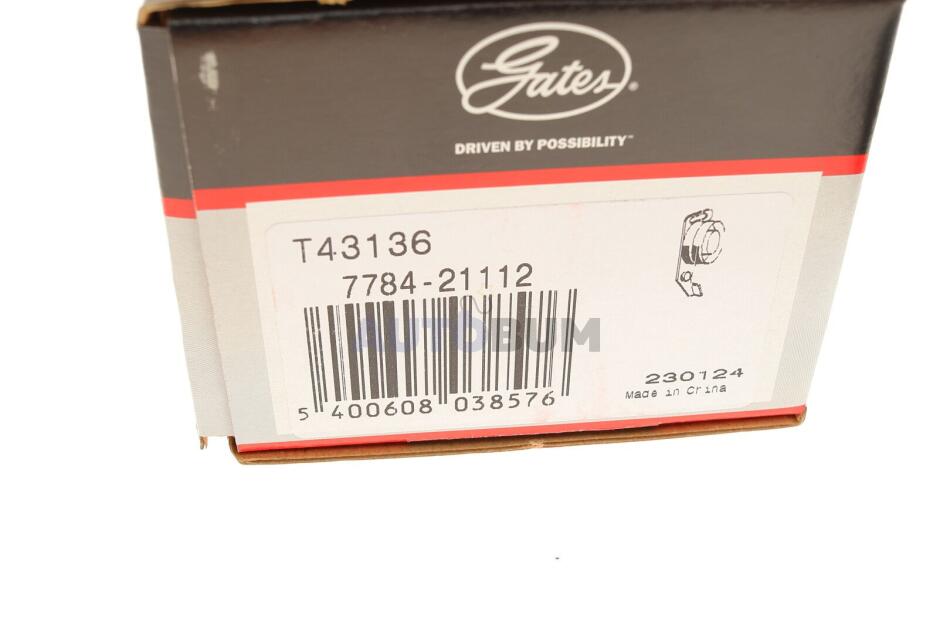 Gates®
DRIVEN BY POSSIBILITY™
T43136
7784-21112
AUTOBUM
5 400608 038576
230124
Made in China